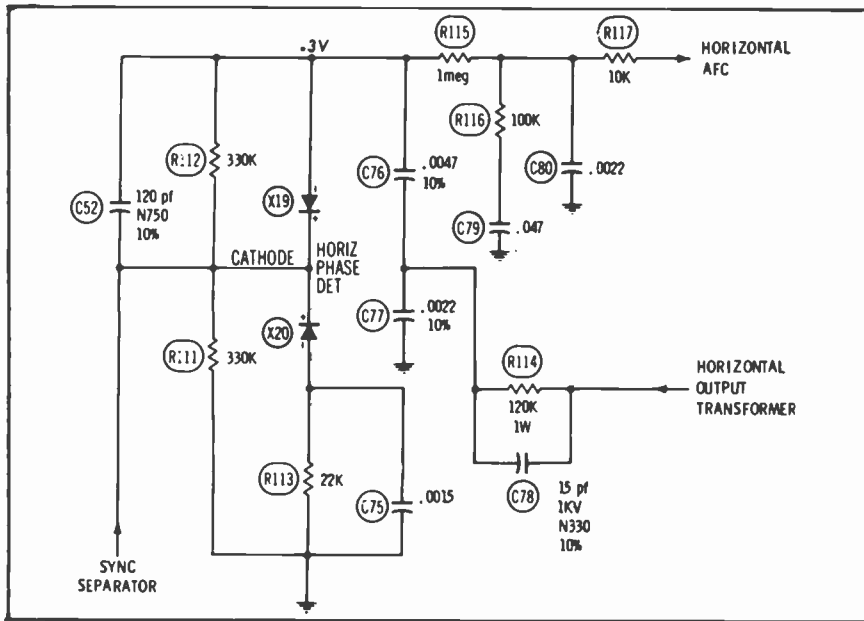 .3V
R115
1meg
R117
10K
HORIZONTAL
AFC
R112
330K
C52
120 pf
N750
10%
X19
C76
.0047
10%
R116
100K
C80
.0022
C79
.047
CATHODE
HORIZ
PHASE
DET
X20
C77
.0022
10%
R111
330K
R114
120K
1W
HORIZONTAL
OUTPUT
TRANSFORMER
R113
22K
C75
.0015
C78
15 pf
1KV
N330
10%
SYNC
SEPARATOR